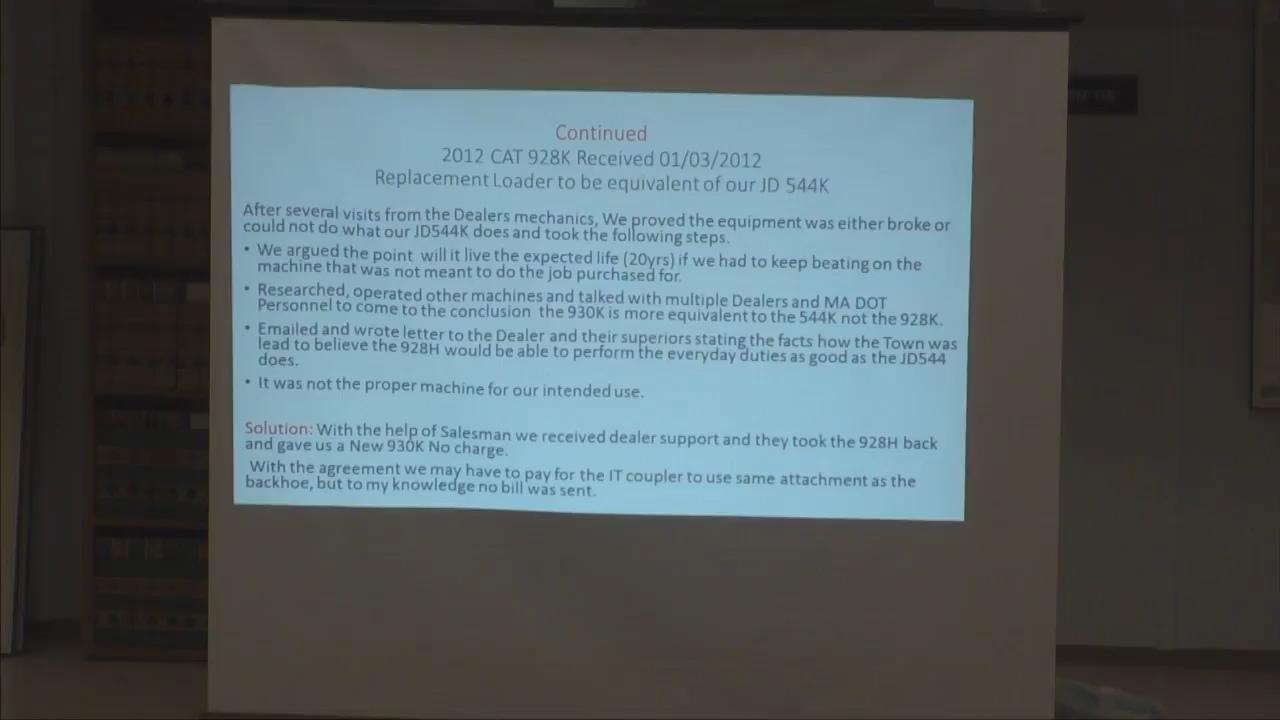 Continued
2012 CAT 928K Received 01/03/2012
Replacement Loader to be equivalent of our JD 544K
After several visits from the Dealers mechanics, We proved the equipment was either broke or
could not do what our JD544K does and took the following steps.
• We argued the point will it live the expected life (20yrs) if we had to keep beating on the
machine that was not meant to do the job purchased for.
• Researched, operated other machines and talked with multiple Dealers and MA DOT
Personnel to come to the conclusion the 930K is more equivalent to the 544K not the 928K.
• Emailed and wrote letter to the Dealer and their superiors stating the facts how the Town was
lead to believe the 928H would be able to perform the everyday duties as good as the JD544
does.
• It was not the proper machine for our intended use.
Solution: With the help of Salesman we received dealer support and they took the 928H back
and gave us a New 930K No charge.
With the agreement we may have to pay for the IT coupler to use same attachment as the
backhoe, but to my knowledge no bill was sent.